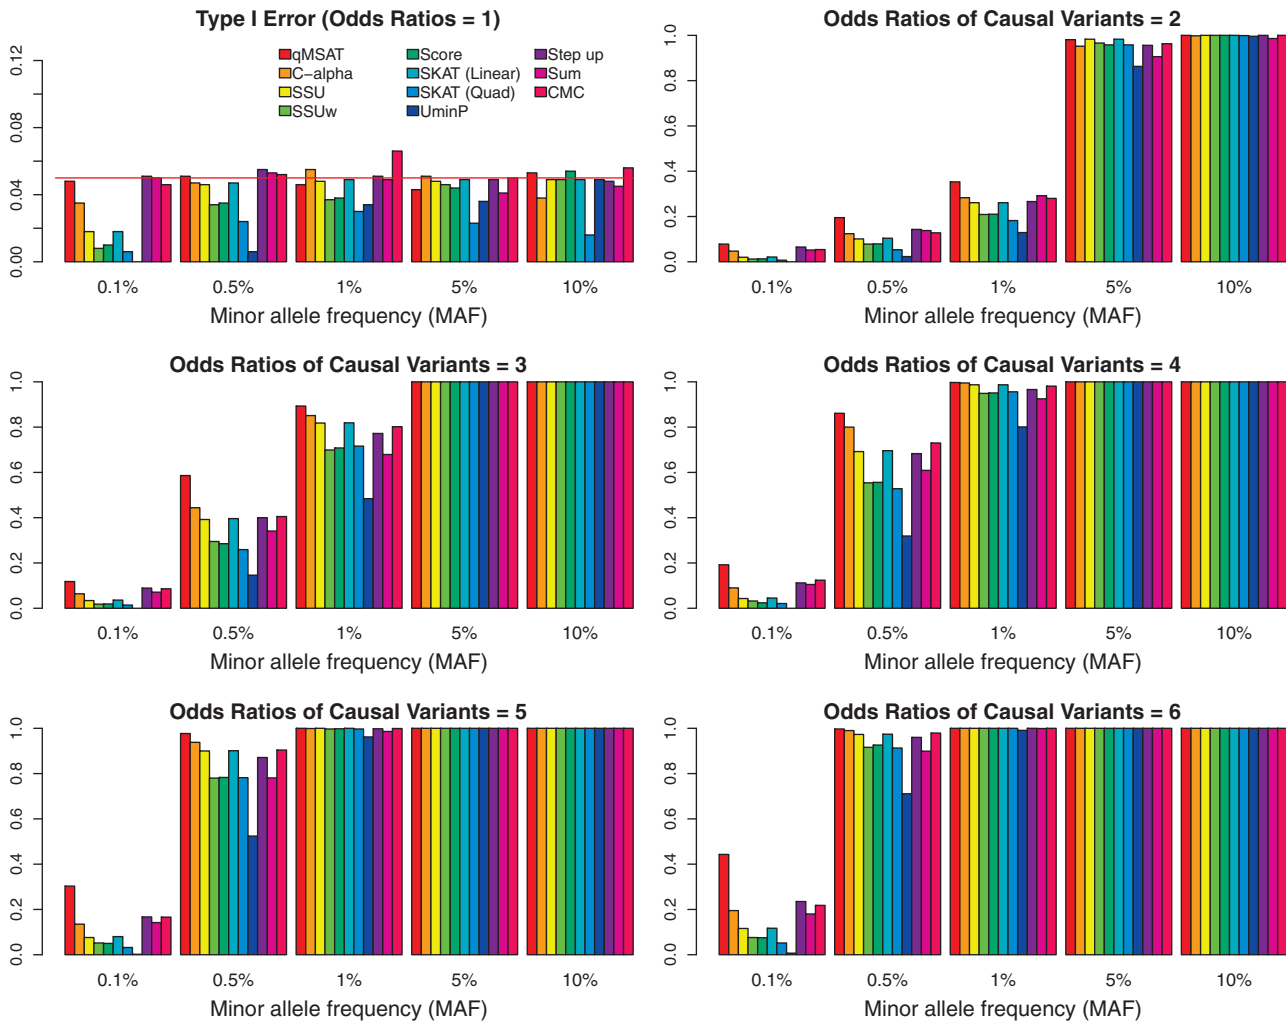 Type I Error (Odds Ratios = 1)
qMSAT
C−alpha
SSU
SSUw
Score
SKAT (Linear)
SKAT (Quad)
UminP
Step up
Sum
CMC
0.12
0.08
0.04
0.00
0.1% 0.5% 1% 5% 10%
Minor allele frequency (MAF)
Odds Ratios of Causal Variants = 2
1.0
0.8
0.6
0.4
0.2
0.0
0.1% 0.5% 1% 5% 10%
Minor allele frequency (MAF)
Odds Ratios of Causal Variants = 3
1.0
0.8
0.6
0.4
0.2
0.0
0.1% 0.5% 1% 5% 10%
Minor allele frequency (MAF)
Odds Ratios of Causal Variants = 4
1.0
0.8
0.6
0.4
0.2
0.0
0.1% 0.5% 1% 5% 10%
Minor allele frequency (MAF)
Odds Ratios of Causal Variants = 5
1.0
0.8
0.6
0.4
0.2
0.0
0.1% 0.5% 1% 5% 10%
Minor allele frequency (MAF)
Odds Ratios of Causal Variants = 6
1.0
0.8
0.6
0.4
0.2
0.0
0.1% 0.5% 1% 5% 10%
Minor allele frequency (MAF)